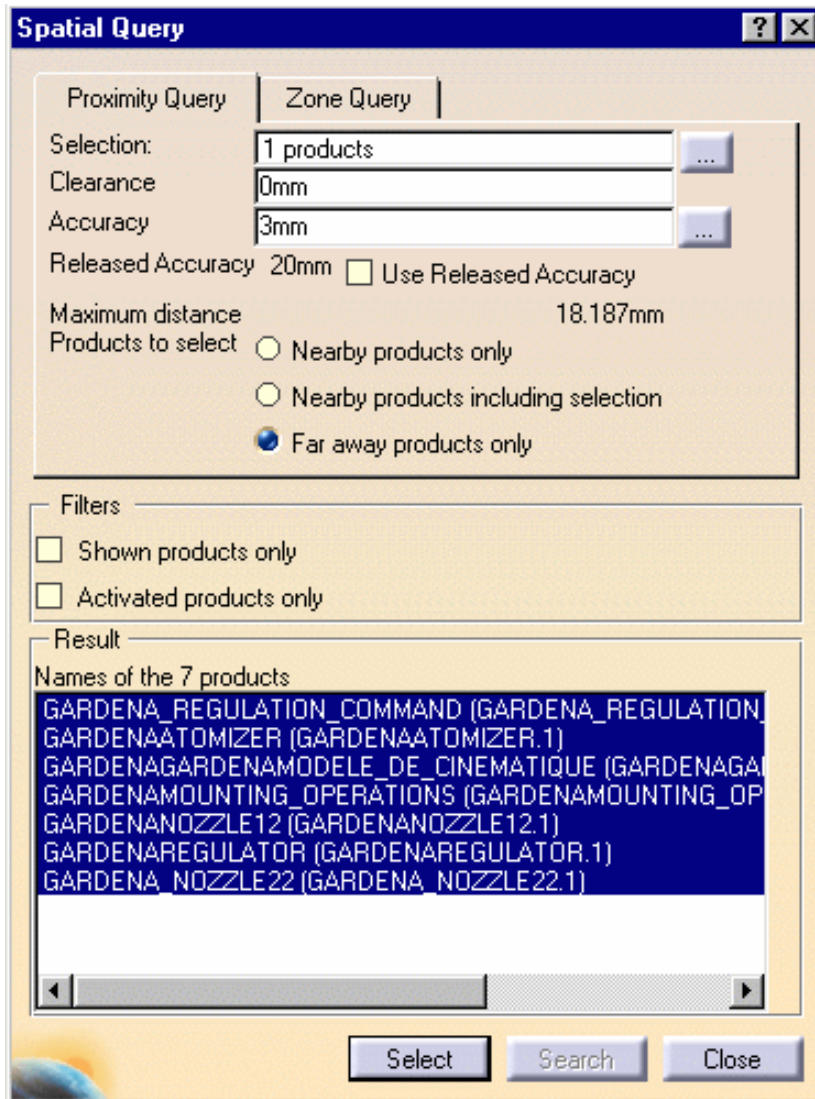 Spatial Query
Proximity Query
Zone Query
Selection: 1 products ...
Clearance 0mm
Accuracy 3mm ...
Released Accuracy 20mm Use Released Accuracy
Maximum distance 18.187mm
Products to select Nearby products only
Nearby products including selection
Far away products only
Filters
Shown products only
Activated products only
Result
Names of the 7 products
GARDENA_REGULATION_COMMAND (GARDENA_REGULATION_
GARDENAATOMIZER (GARDENAATOMIZER.1)
GARDENAGARDENAMODELE_DE_CINEMATIQUE (GARDENAGAI
GARDENAMOUNTING_OPERATIONS (GARDENAMOUNTING_OP
GARDENANOZZLE12 (GARDENANOZZLE12.1)
GARDENAREGULATOR (GARDENAREGULATOR.1)
GARDENA_NOZZLE22 (GARDENA_NOZZLE22.1)
Select Search Close